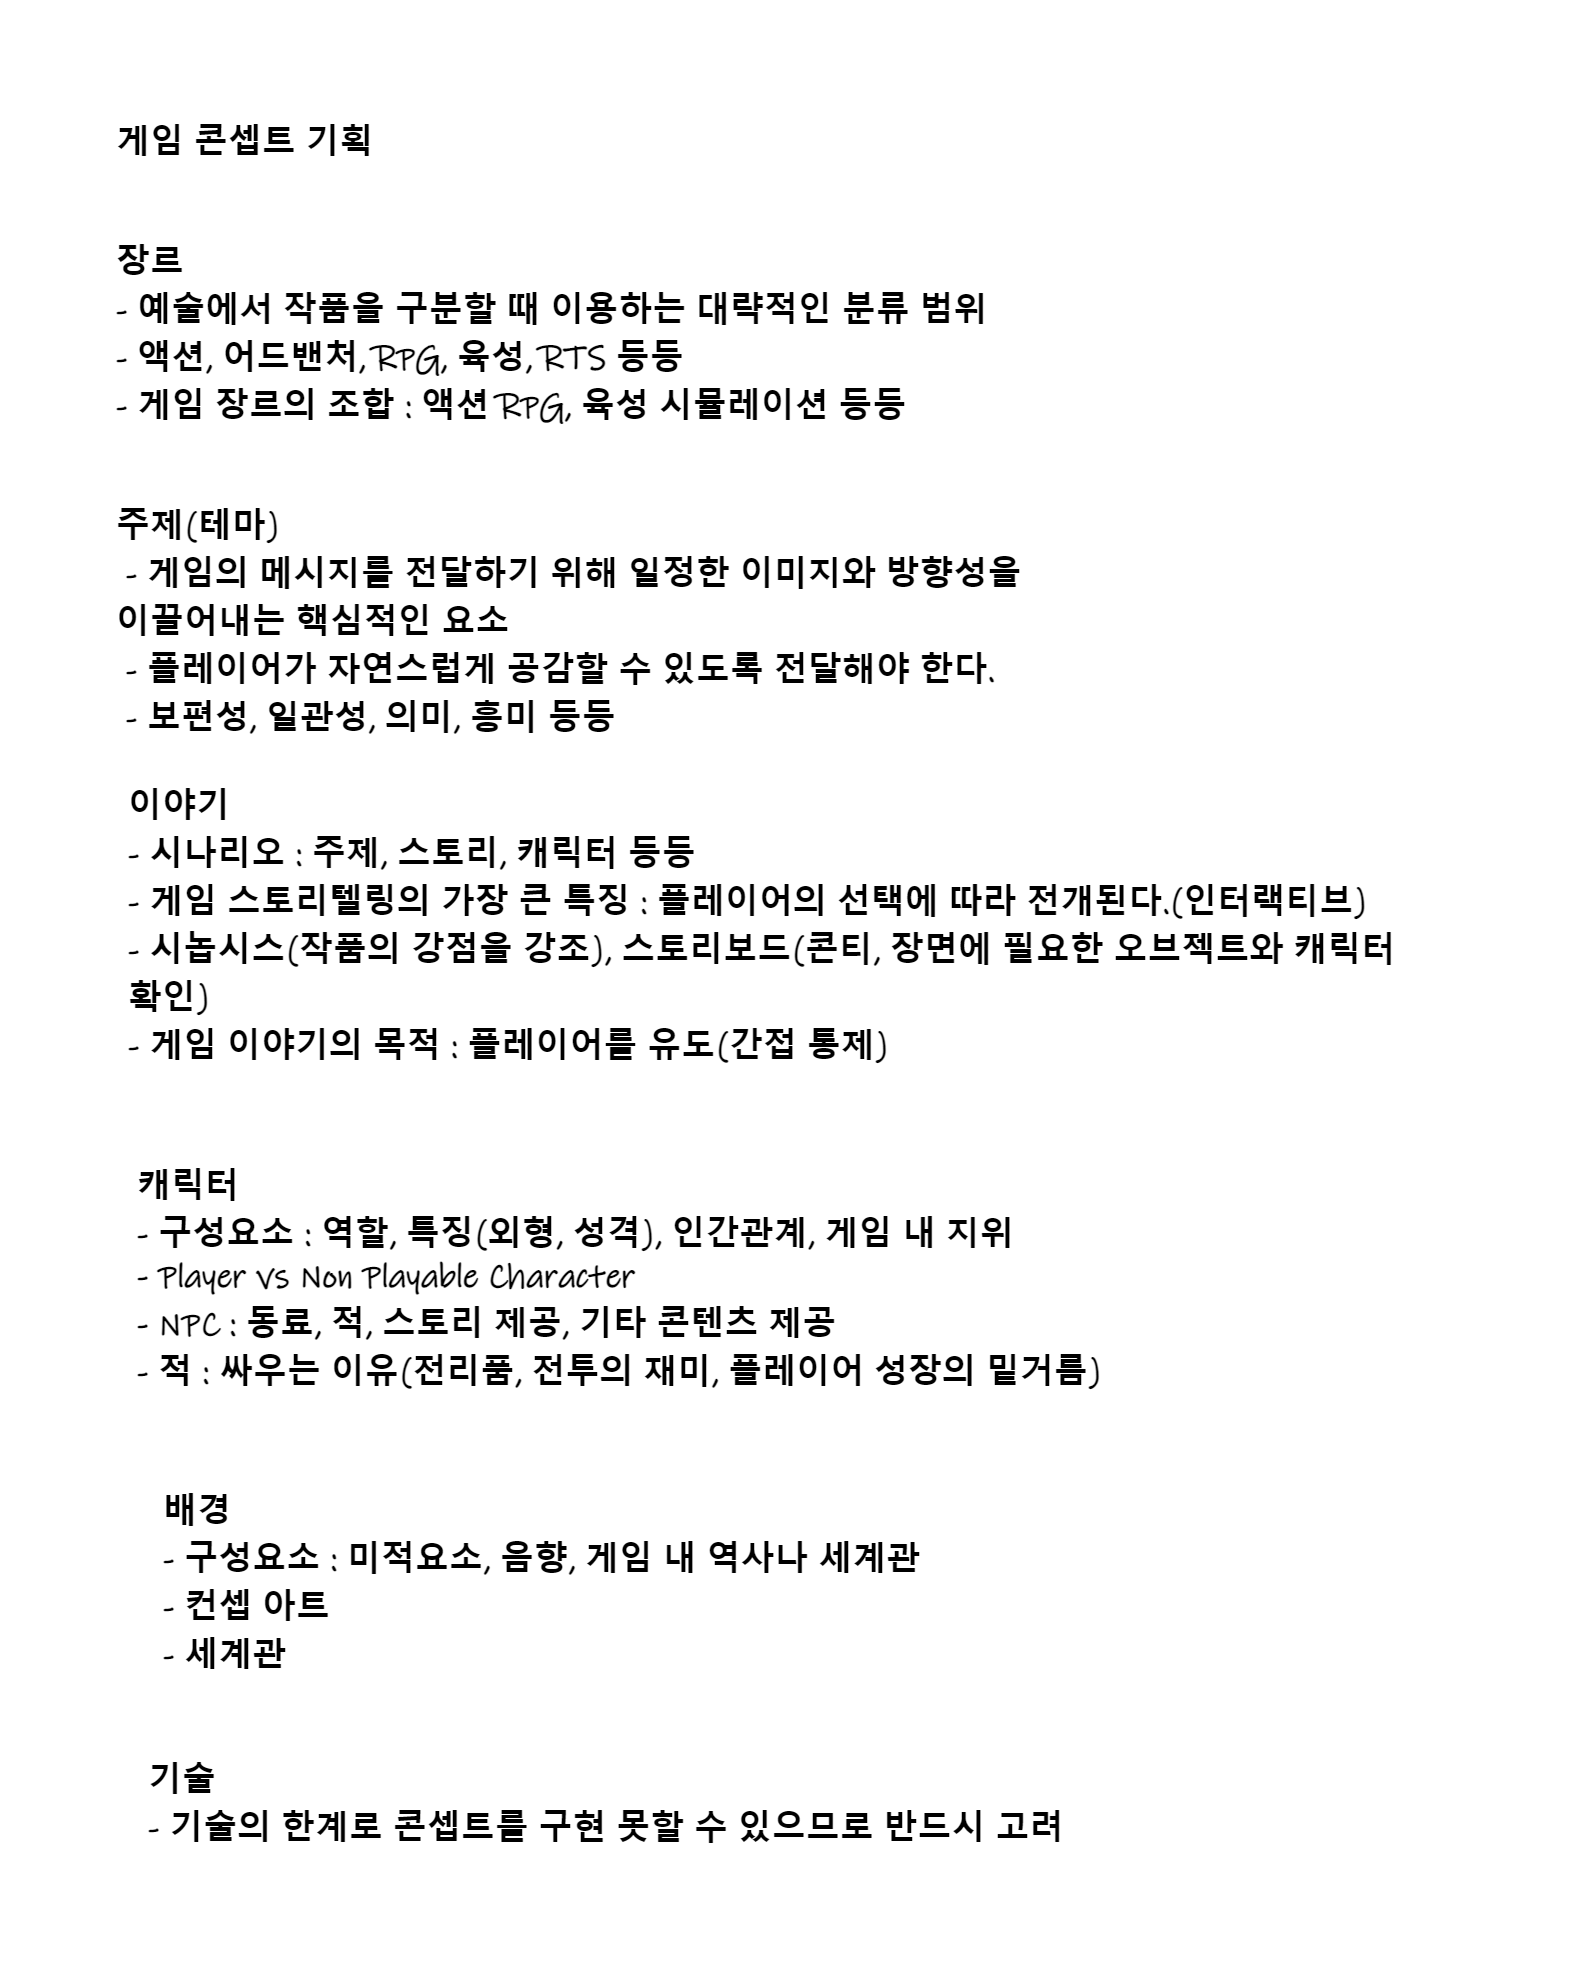 게임 콘셉트 기획
장르
- 예술에서 작품을 구분할 때 이용하는 대략적인 분류 범위
- 액션, 어드밴처, RPG, 육성, RTS 등등
- 게임 장르의 조합 : 액션 RPG, 육성 시뮬레이션 등등
주제(테마)
- 게임의 메시지를 전달하기 위해 일정한 이미지와 방향성을
이끌어내는 핵심적인 요소
- 플레이어가 자연스럽게 공감할 수 있도록 전달해야 한다.
- 보편성, 일관성, 의미, 흥미 등등
이야기
- 시나리오 : 주제, 스토리, 캐릭터 등등
- 게임 스토리텔링의 가장 큰 특징 : 플레이어의 선택에 따라 전개된다.(인터랙티브)
- 시놉시스(작품의 강점을 강조), 스토리보드(콘티, 장면에 필요한 오브젝트와 캐릭터
확인)
- 게임 이야기의 목적 : 플레이어를 유도(간접 통제)
캐릭터
- 구성요소 : 역할, 특징(외형, 성격), 인간관계, 게임 내 지위
- Player vs Non Playable Character
- NPC : 동료, 적, 스토리 제공, 기타 콘텐츠 제공
- 적 : 싸우는 이유(전리품, 전투의 재미, 플레이어 성장의 밑거름)
배경
- 구성요소 : 미적요소, 음향, 게임 내 역사나 세계관
- 컨셉 아트
- 세계관
기술
- 기술의 한계로 콘셉트를 구현 못할 수 있으므로 반드시 고려